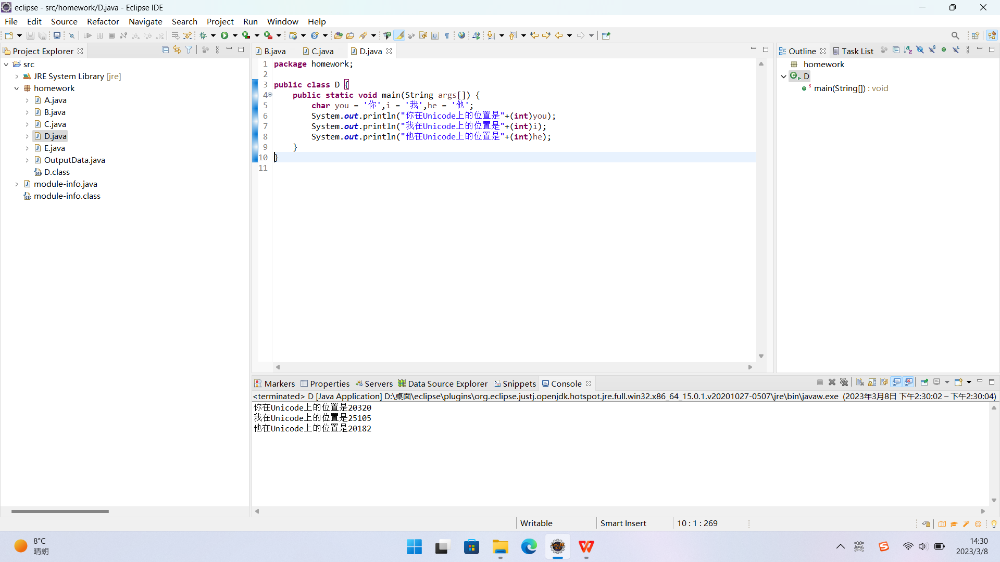 eclipse - src/homework/D.java - Eclipse IDE
File Edit Source Refactor Navigate Search Project Run Window Help
Project Explorer
src
JRE System Library [jre]
homework
A.java
B.java
C.java
D.java
E.java
OutputData.java
D.class
module-info.java
module-info.class
B.java C.java D.java
1 package homework;
2
3 public class D {
4 public static void main(String args[]) {
5 char you = '你',i = '我',he = '他';
6 System.out.println("你在Unicode上的位置是"+(int)you);
7 System.out.println("我在Unicode上的位置是"+(int)i);
8 System.out.println("他在Unicode上的位置是"+(int)he);
9 }
10 }
11
Outline Task List
homework
D
main(String[]) : void
Markers Properties Servers Data Source Explorer Snippets Console
<terminated> D [Java Application] D:\桌面\eclipse\plugins\org.eclipse.justj.openjdk.hotspot.jre.full.win32.x86_64_15.0.1.v20201027-0507\jre\bin\javaw.exe (2023年3月8日 下午2:30:02 – 下午2:30:04)
你在Unicode上的位置是20320
我在Unicode上的位置是25105
他在Unicode上的位置是20182
Writable Smart Insert 10 : 1 : 269
8°C
晴朗
英
14:30
2023/3/8